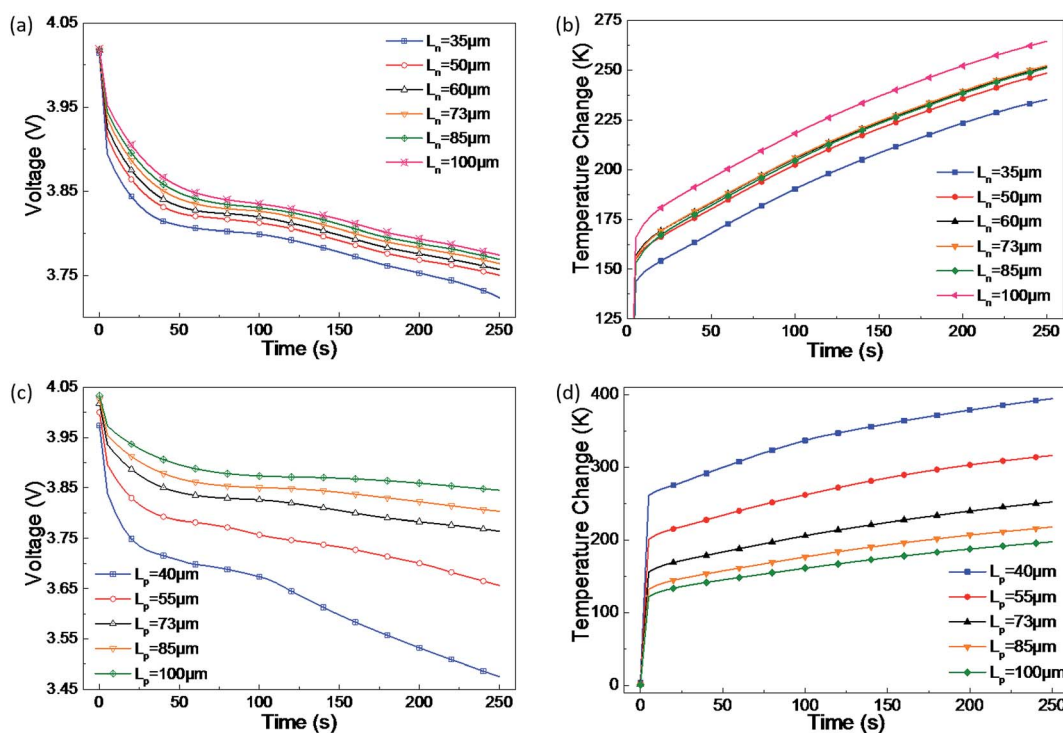 (a)
4.05
3.95
3.85
3.75
Voltage (V)
0 50 100 150 200 250
Time (s)
Lₙ=35µm
Lₙ=50µm
Lₙ=60µm
Lₙ=73µm
Lₙ=85µm
Lₙ=100µm
(b)
275
250
225
200
175
150
125
Temperature Change (K)
0 50 100 150 200 250
Time (s)
Lₙ=35µm
Lₙ=50µm
Lₙ=60µm
Lₙ=73µm
Lₙ=85µm
Lₙ=100µm
(c)
4.05
3.95
3.85
3.75
3.65
3.55
3.45
Voltage (V)
0 50 100 150 200 250
Time (s)
Lₚ=40µm
Lₚ=55µm
Lₚ=73µm
Lₚ=85µm
Lₚ=100µm
(d)
400
300
200
100
0
Temperature Change (K)
0 50 100 150 200 250
Time (s)
Lₚ=40µm
Lₚ=55µm
Lₚ=73µm
Lₚ=85µm
Lₚ=100µm